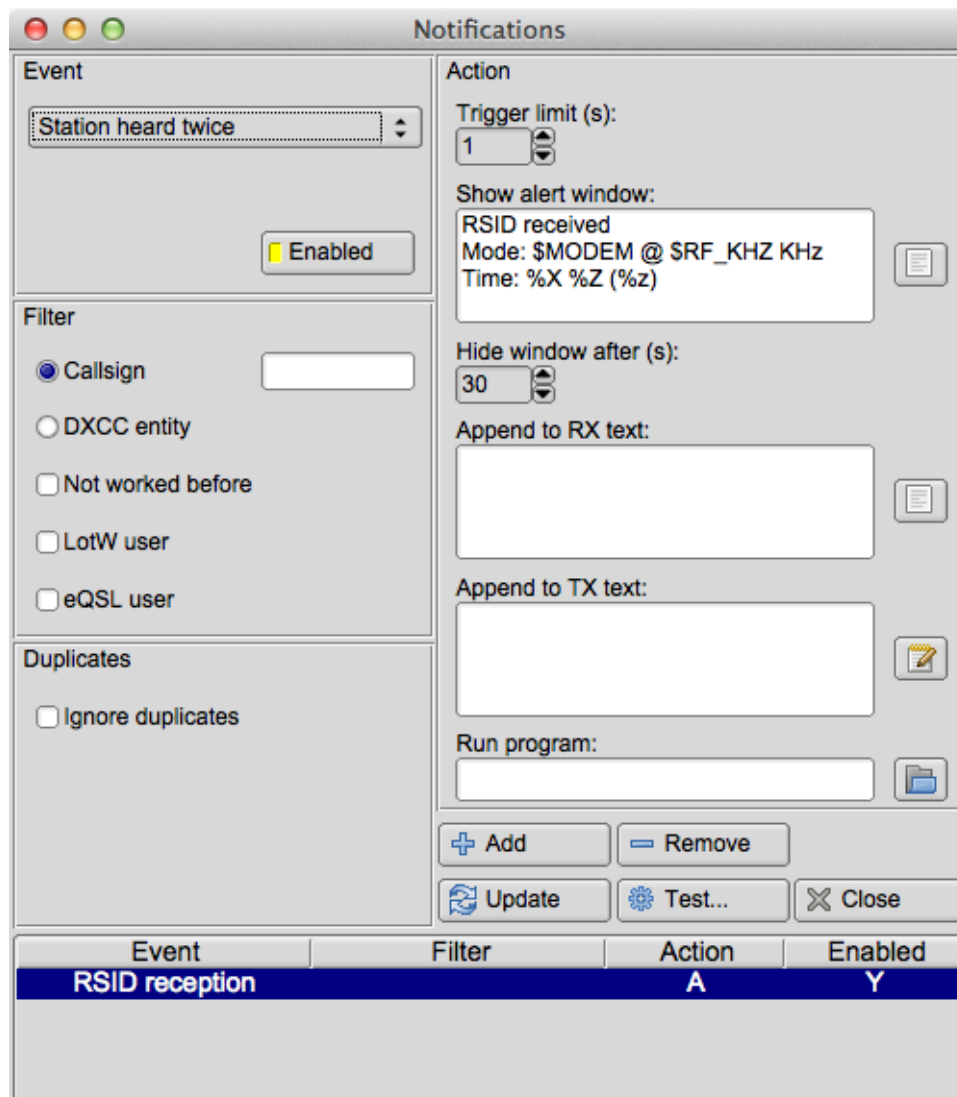 Notifications
Event
Station heard twice
Enabled
Filter
Callsign
DXCC entity
Not worked before
LotW user
eQSL user
Duplicates
Ignore duplicates
Action
Trigger limit (s):
1
Show alert window:
RSID received
Mode: $MODEM @ $RF_KHZ KHz
Time: %X %Z (%z)
Hide window after (s):
30
Append to RX text:
Append to TX text:
Run program:
Add Remove
Update Test... Close
Event Filter Action Enabled
RSID reception A Y